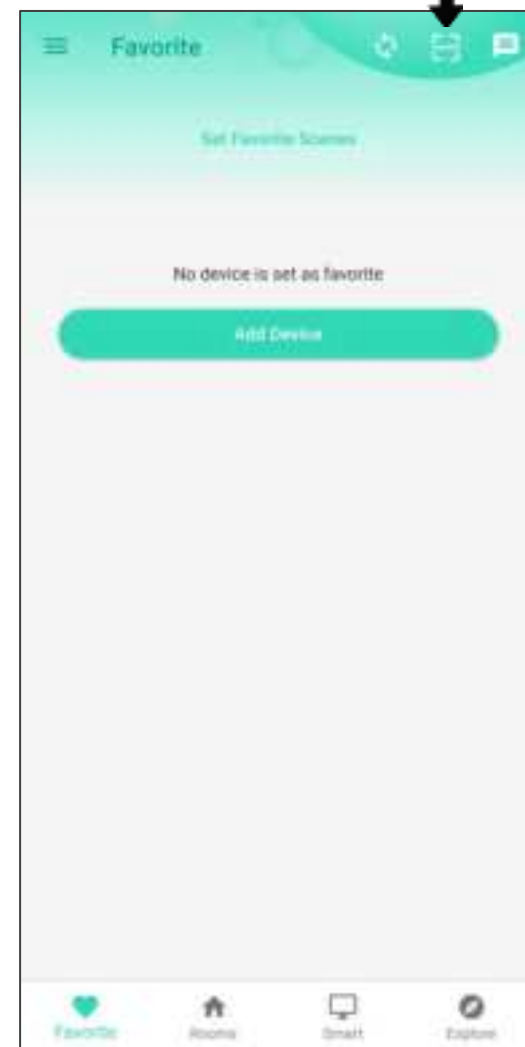 Favorite
Set Favorite Scenes
No device is set as favorite
Add Device
Favorite
Rooms
Smart
Explore